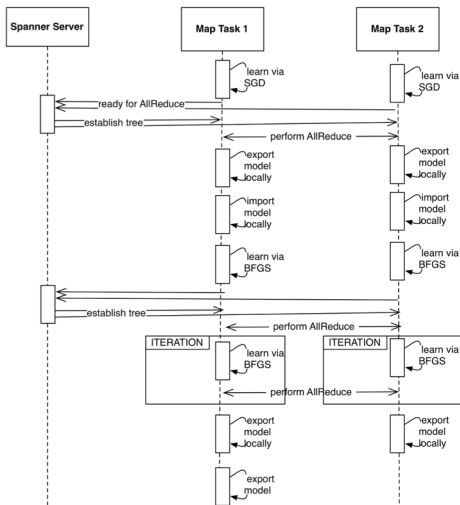 Spanner Server
Map Task 1
Map Task 2
learn via
SGD
learn via
SGD
ready for AllReduce
establish tree
perform AllReduce
export
model
locally
export
model
locally
import
model
locally
import
model
locally
learn via
BFGS
learn via
BFGS
establish tree
perform AllReduce
ITERATION
ITERATION
learn via
BFGS
learn via
BFGS
perform AllReduce
export
model
locally
export
model
locally
export
model